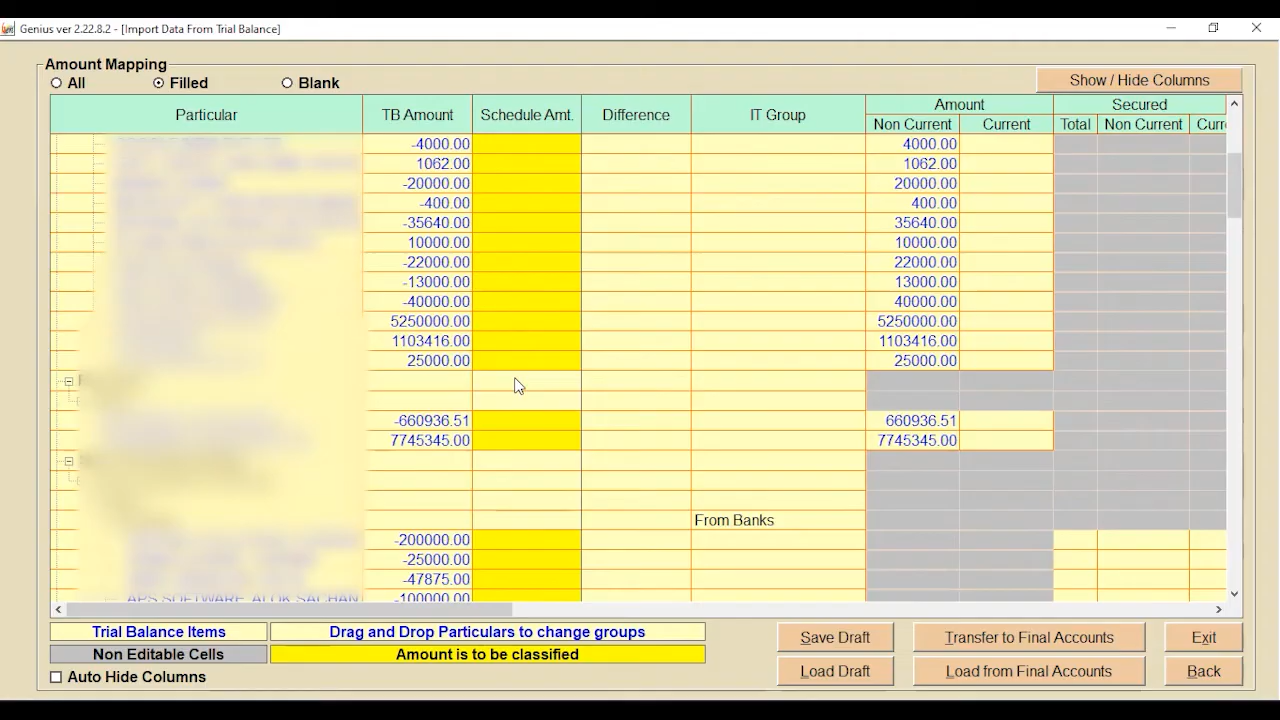 Genius ver 2.22.8.2 - [Import Data From Trial Balance]
Amount Mapping
All Filled Blank
Show / Hide Columns
Particular TB Amount Schedule Amt. Difference IT Group Amount Secured
Non Current Current Total Non Current Curre
-4000.00 4000.00
1062.00 1062.00
-20000.00 20000.00
-400.00 400.00
-35640.00 35640.00
10000.00 10000.00
-22000.00 22000.00
-13000.00 13000.00
-40000.00 40000.00
5250000.00 5250000.00
1103416.00 1103416.00
25000.00 25000.00
-660936.51 660936.51
7745345.00 7745345.00
From Banks
-200000.00
-25000.00
-47875.00
-100000.00
Trial Balance Items Drag and Drop Particulars to change groups
Save Draft Transfer to Final Accounts Exit
Non Editable Cells Amount is to be classified
Load Draft Load from Final Accounts Back
Auto Hide Columns